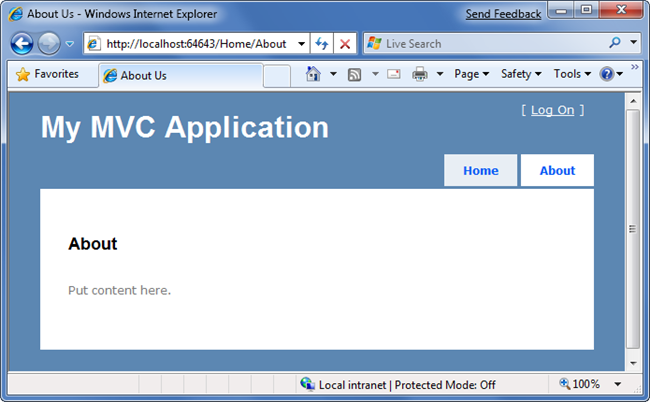 About Us - Windows Internet Explorer
Send Feedback
http://localhost:64643/Home/About
Live Search
Favorites
About Us
Page
Safety
Tools
»
[ Log On ]
My MVC Application
Home
About
About
Put content here.
Local intranet | Protected Mode: Off
100%